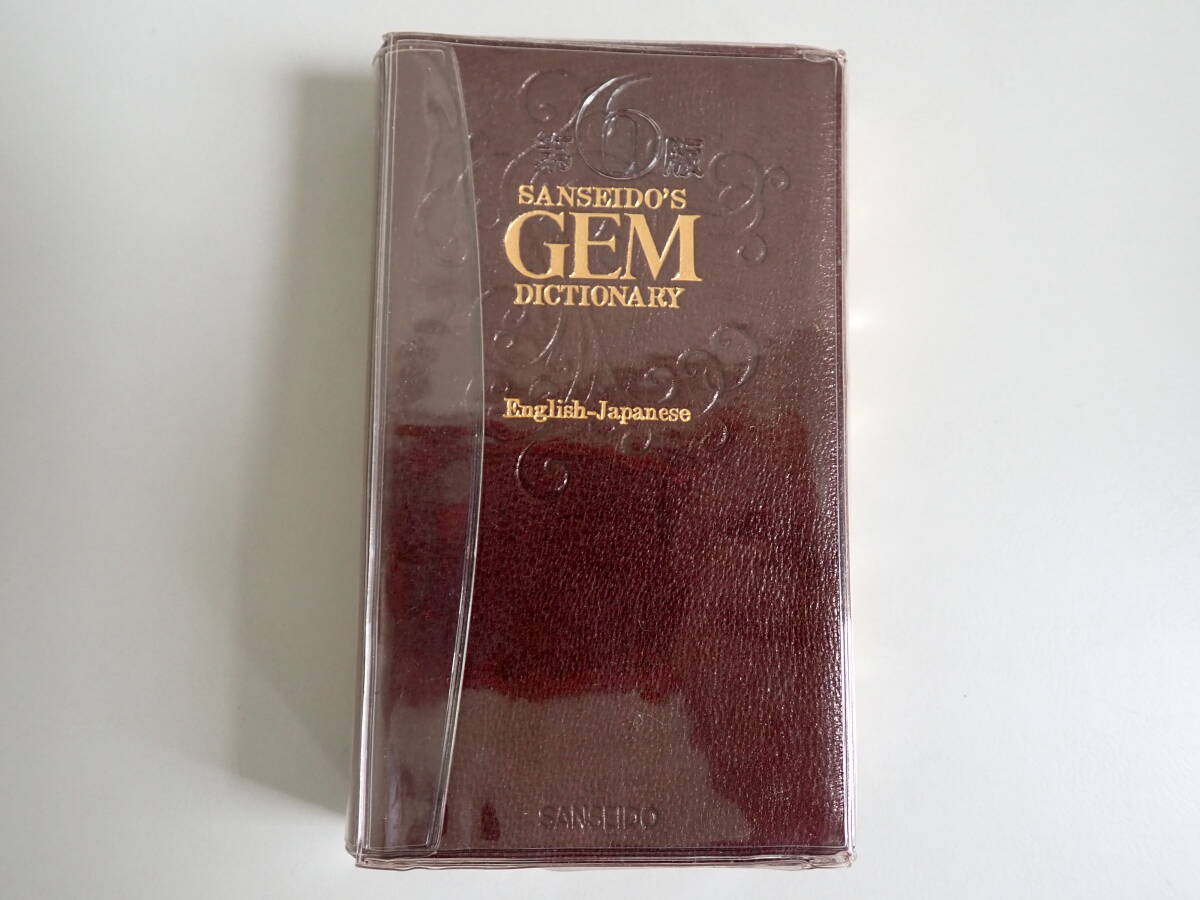 第6版
SANSEIDO'S
GEM
DICTIONARY
English-Japanese
SANSEIDO